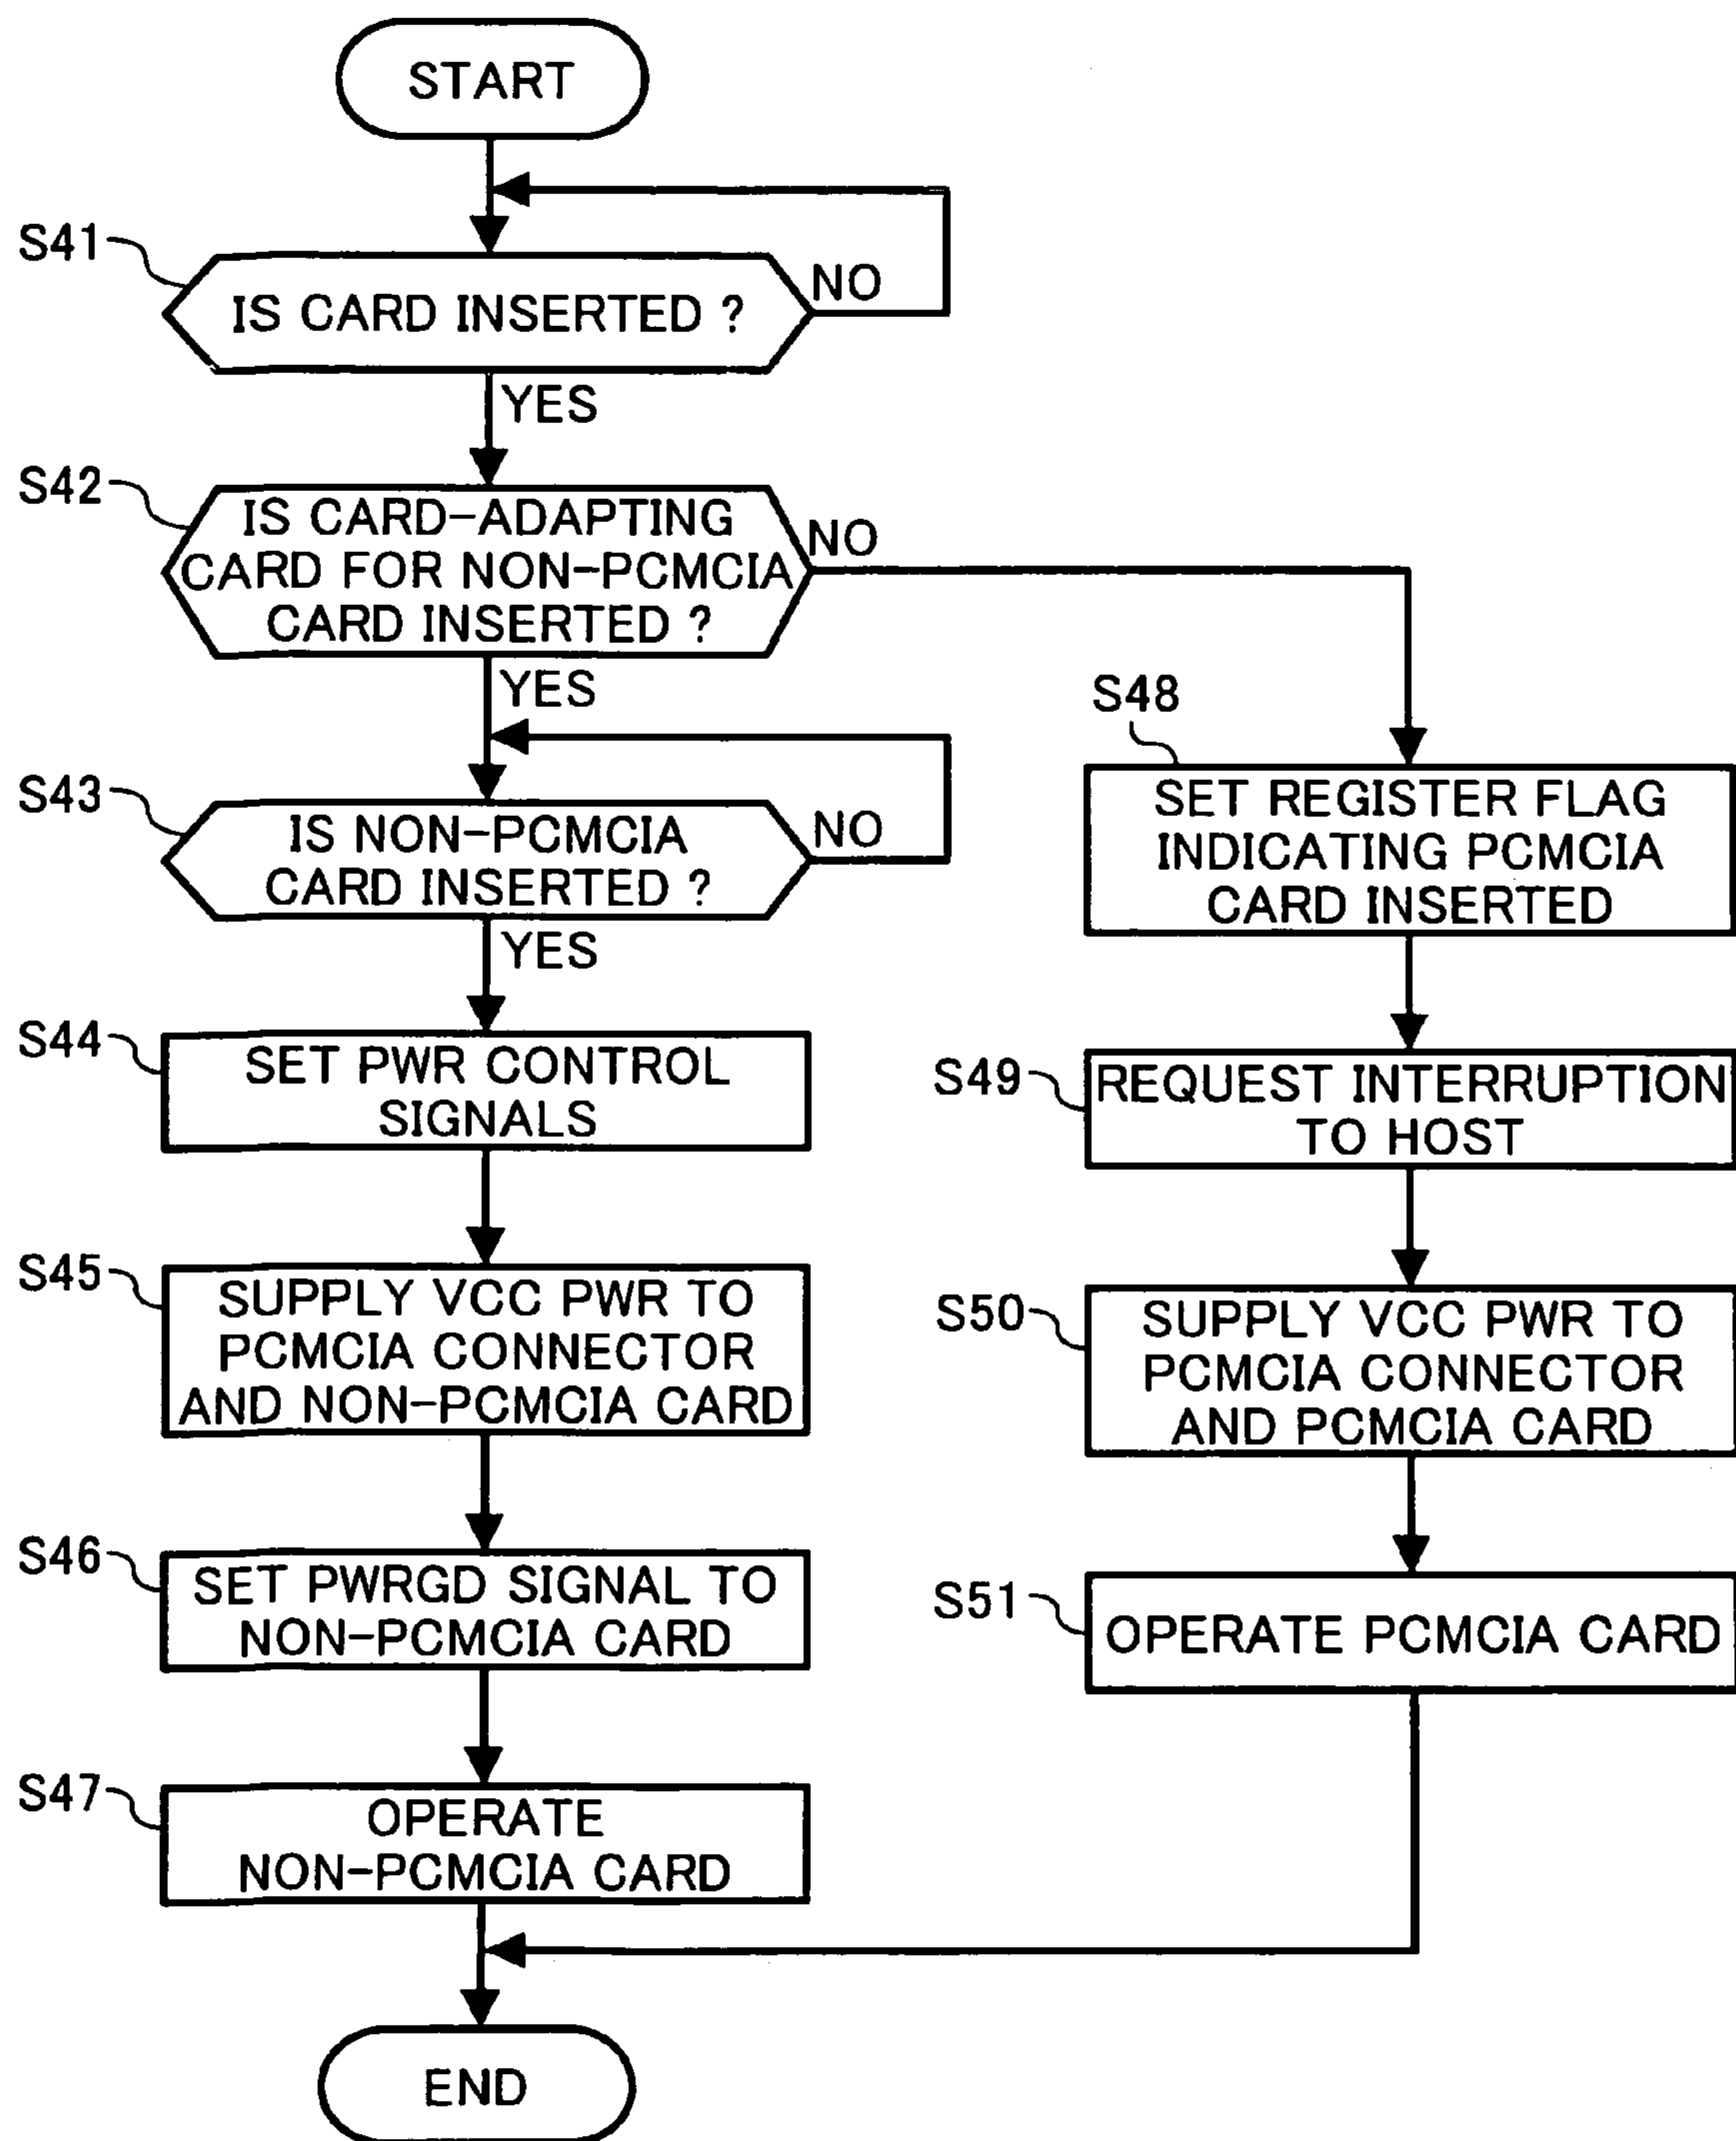 START
S41
IS CARD INSERTED ?
NO
YES
S42
IS CARD-ADAPTING
CARD FOR NON-PCMCIA
CARD INSERTED ?
NO
YES
S43
IS NON-PCMCIA
CARD INSERTED ?
NO
YES
S44
SET PWR CONTROL
SIGNALS
S45
SUPPLY VCC PWR TO
PCMCIA CONNECTOR
AND NON-PCMCIA CARD
S46
SET PWRGD SIGNAL TO
NON-PCMCIA CARD
S47
OPERATE
NON-PCMCIA CARD
S48
SET REGISTER FLAG
INDICATING PCMCIA
CARD INSERTED
S49
REQUEST INTERRUPTION
TO HOST
S50
SUPPLY VCC PWR TO
PCMCIA CONNECTOR
AND PCMCIA CARD
S51
OPERATE PCMCIA CARD
END